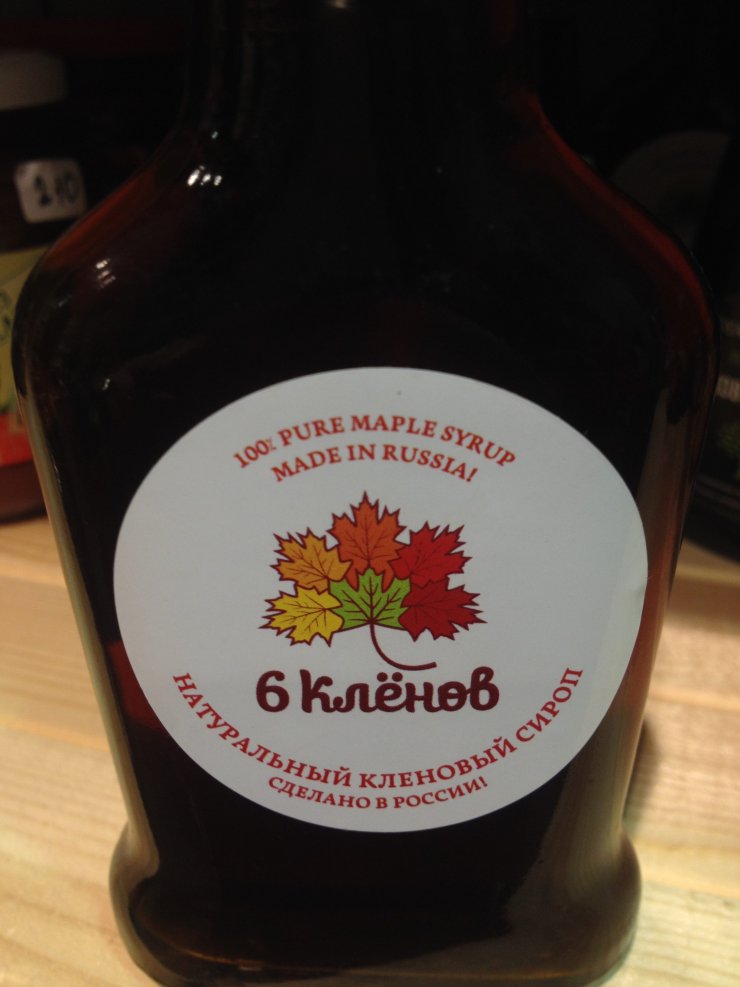 100% PURE MAPLE SYRUP
MADE IN RUSSIA!
6 Клёнов
НАТУРАЛЬНЫЙ КЛЕНОВЫЙ СИРОП
СДЕЛАНО В РОССИИ!